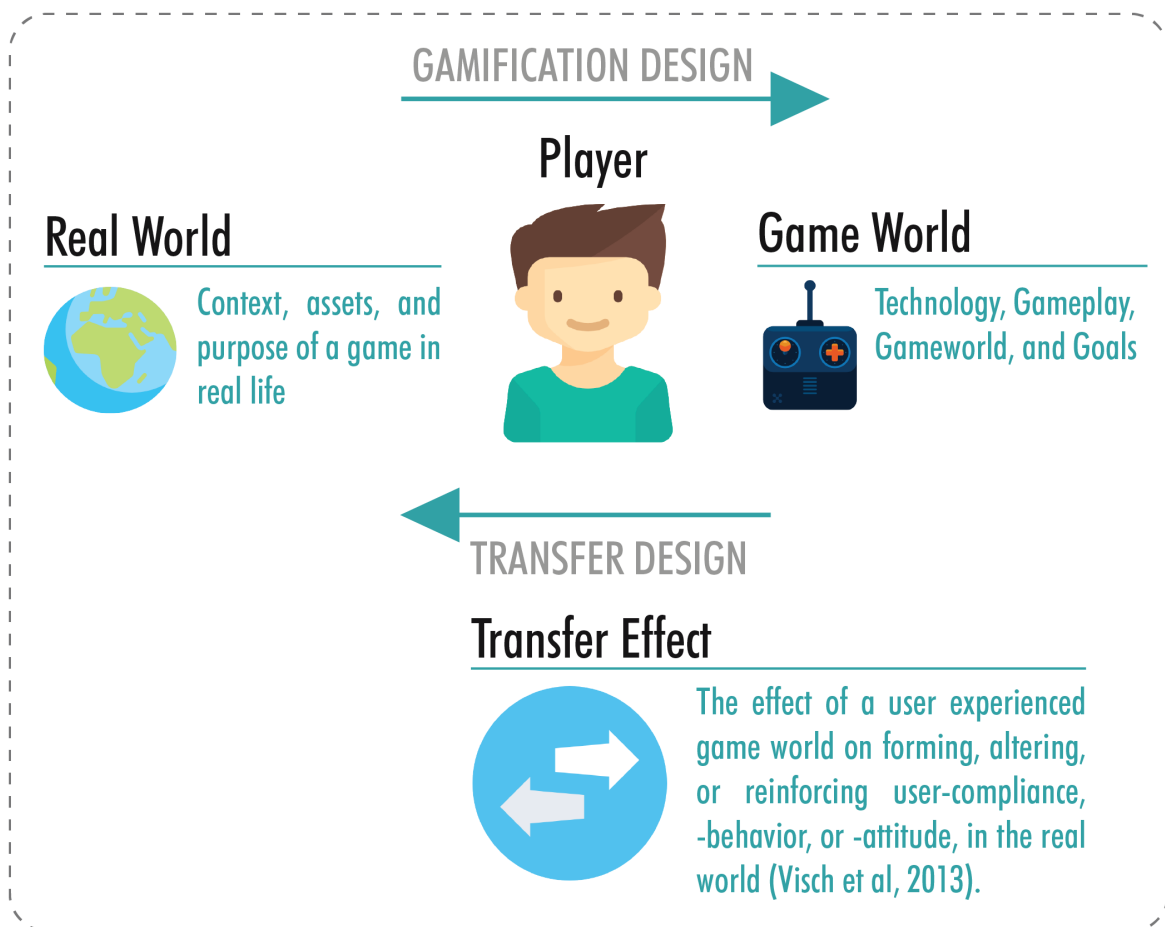 GAMIFICATION DESIGN
Player
Real World
Context, assets, and
purpose of a game in
real life
Game World
Technology, Gameplay,
Gameworld, and Goals
TRANSFER DESIGN
Transfer Effect
The effect of a user experienced
game world on forming, altering,
or reinforcing user-compliance,
-behavior, or -attitude, in the real
world (Visch et al, 2013).